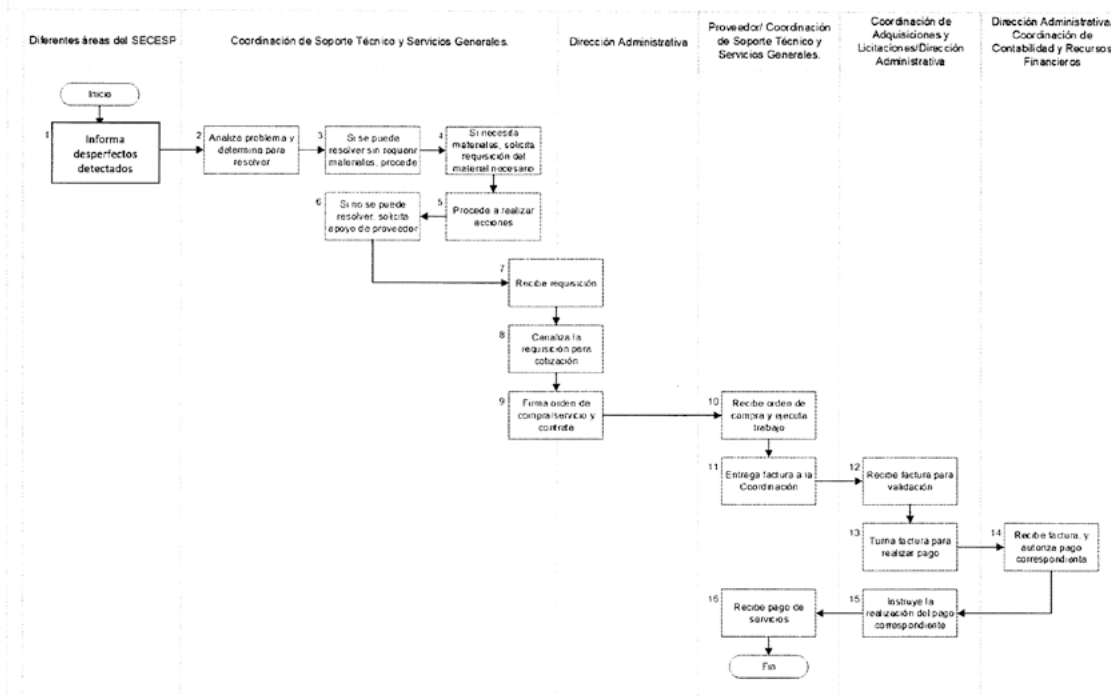 Diferentes áreas del SECESP
Coordinación de Soporte Técnico y Servicios Generales.
Dirección Administrativa
Proveedor/ Coordinación
de Soporte Técnico y
Servicios Generales.
Coordinación de
Adquisiciones y
Licitaciones/Dirección
Administrativa
Dirección Administrativa/
Coordinación de
Contabilidad y Recursos
Financieros
Inicio
1
Informa
desperfectos
detectados
2
Analiza problema y
determina para
resolver
3
Si se puede
resolver sin requerir
materiales, procede
4
Si necesita
materiales, solicita
requisición del
material necesario
5
Procede a realizar
acciones
6
Si no se puede
resolver, solicita
apoyo de proveedor
7
Recibe requisición
8
Canaliza la
requisición para
cotización
9
Firma orden de
compra/servicio y
contrato
10
Recibe orden de
compra y ejecuta
trabajo
11
Entrega factura a la
Coordinación
12
Recibe factura para
validación
13
Turna factura para
realizar pago
14
Recibe factura, y
autoriza pago
correspondiente
15
Instruye la
realización del pago
correspondiente
16
Recibe pago de
servicios
Fin